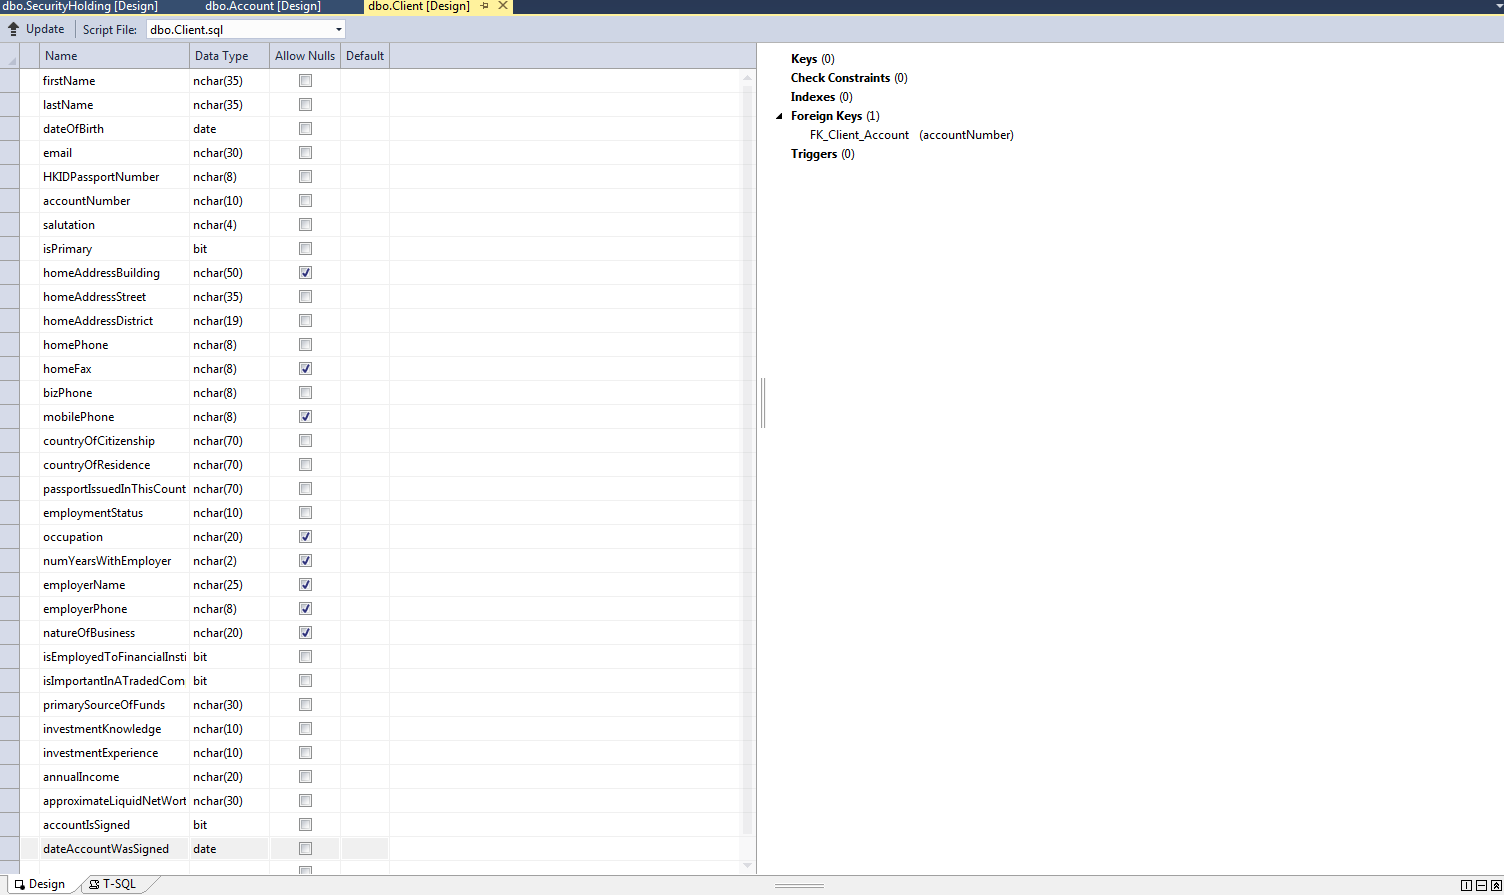 dbo.SecurityHolding [Design] dbo.Account [Design] dbo.Client [Design]
Update Script File: dbo.Client.sql
Name Data Type Allow Nulls Default
firstName nchar(35)
lastName nchar(35)
dateOfBirth date
email nchar(30)
HKIDPassportNumber nchar(8)
accountNumber nchar(10)
salutation nchar(4)
isPrimary bit
homeAddressBuilding nchar(50)
homeAddressStreet nchar(35)
homeAddressDistrict nchar(19)
homePhone nchar(8)
homeFax nchar(8)
bizPhone nchar(8)
mobilePhone nchar(8)
countryOfCitizenship nchar(70)
countryOfResidence nchar(70)
passportIssuedInThisCount nchar(70)
employmentStatus nchar(10)
occupation nchar(20)
numYearsWithEmployer nchar(2)
employerName nchar(25)
employerPhone nchar(8)
natureOfBusiness nchar(20)
isEmployedToFinancialInsti bit
isImportantInATradedCom bit
primarySourceOfFunds nchar(30)
investmentKnowledge nchar(10)
investmentExperience nchar(10)
annualIncome nchar(20)
approximateLiquidNetWort nchar(30)
accountIsSigned bit
dateAccountWasSigned date
Keys (0)
Check Constraints (0)
Indexes (0)
Foreign Keys (1)
FK_Client_Account (accountNumber)
Triggers (0)
Design T-SQL